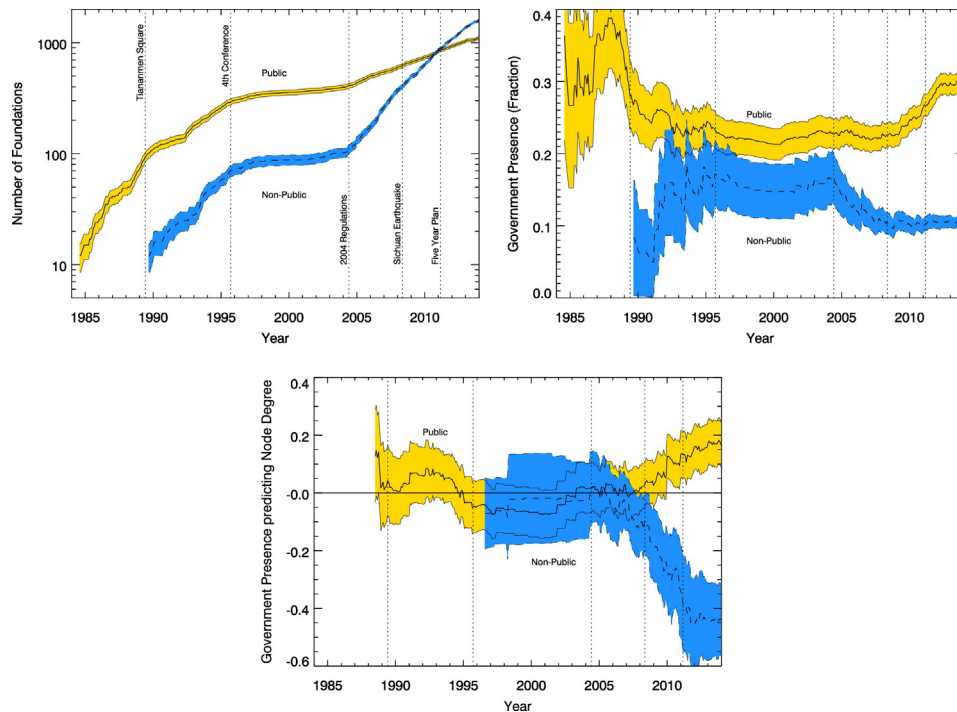 Number of Foundations
1000
100
10
1985 1990 1995 2000 2005 2010
Year
Tiananmen Square
4th Conference
2004 Regulations
Sichuan Earthquake
Five Year Plan
Public
Non-Public
Government Presence (Fraction)
0.4
0.3
0.2
0.1
0.0
1985 1990 1995 2000 2005 2010
Year
Public
Non-Public
Government Presence predicting Node Degree
0.4
0.2
-0.0
-0.2
-0.4
-0.6
1985 1990 1995 2000 2005 2010
Year
Public
Non-Public